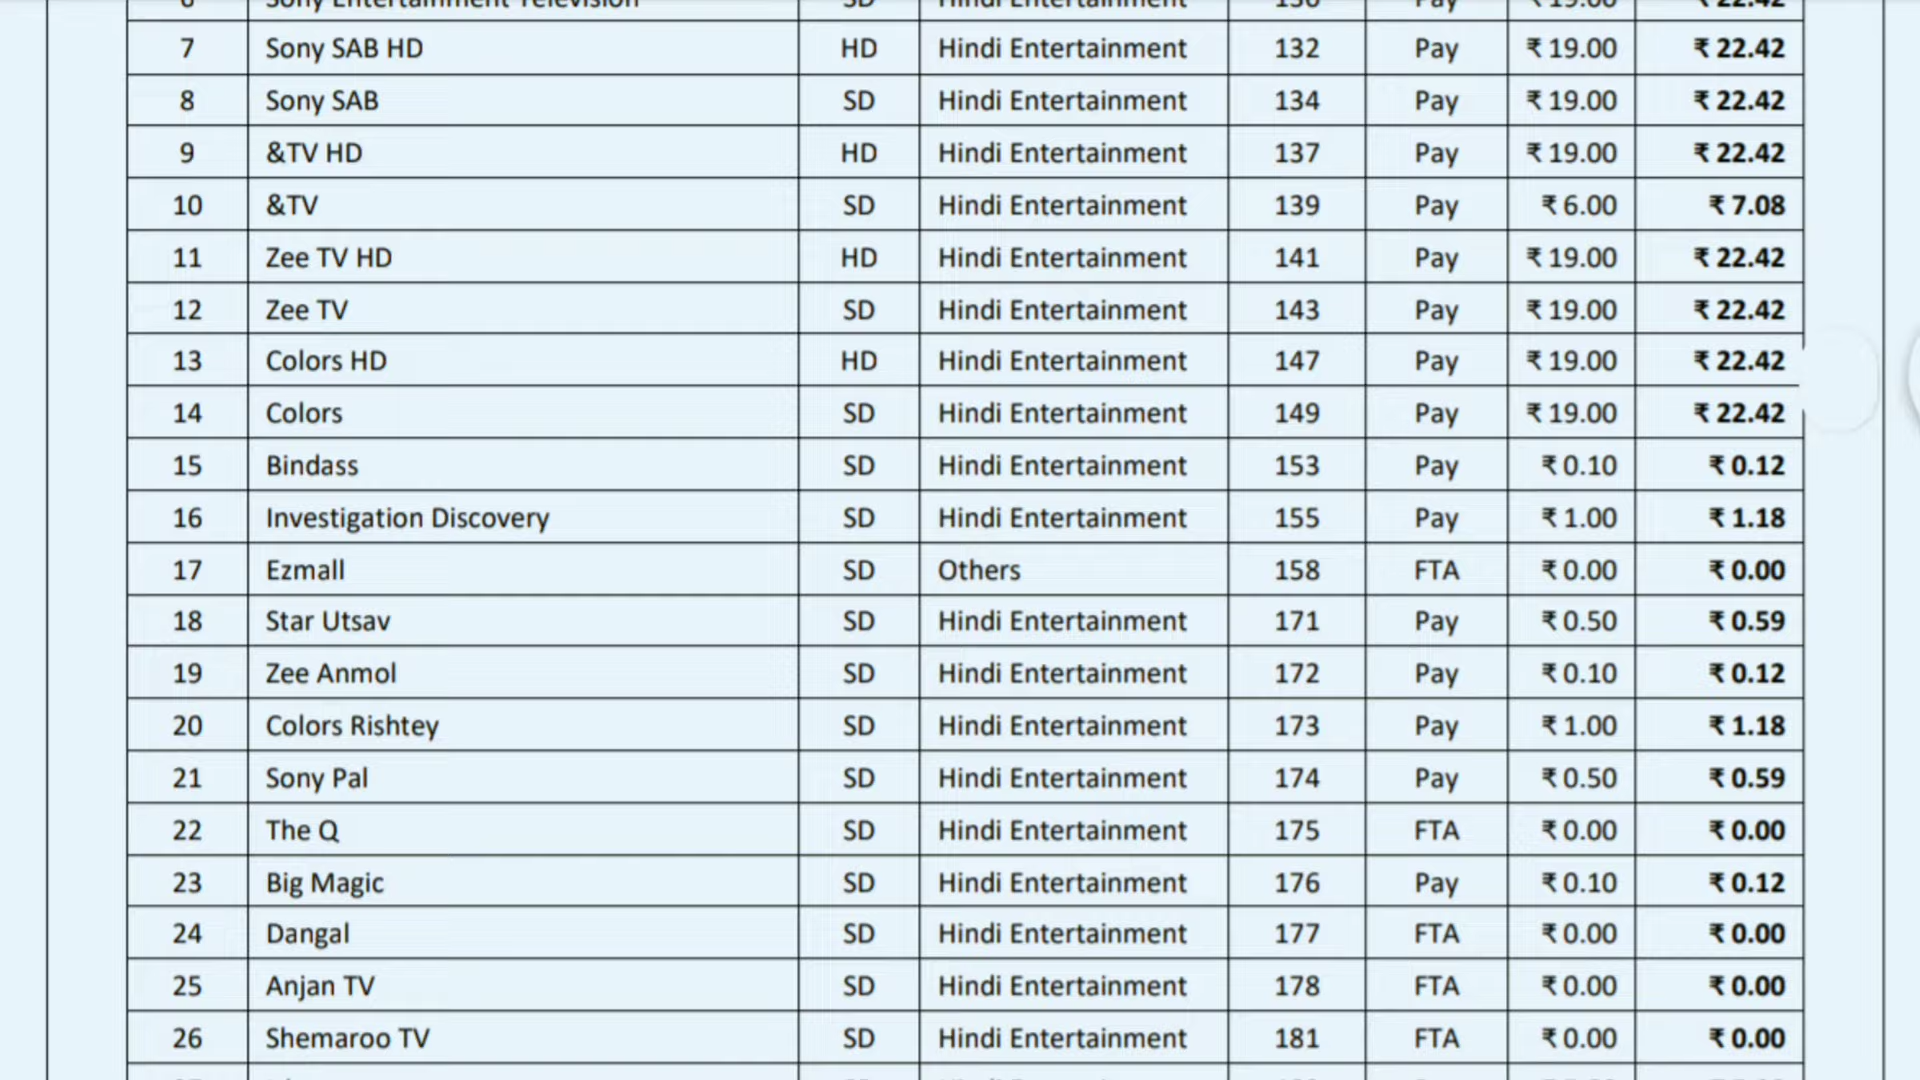 6 Sony Entertainment Television SD Hindi Entertainment 130 Pay ₹ 19.00 ₹ 22.42
7 Sony SAB HD HD Hindi Entertainment 132 Pay ₹ 19.00 ₹ 22.42
8 Sony SAB SD Hindi Entertainment 134 Pay ₹ 19.00 ₹ 22.42
9 &TV HD HD Hindi Entertainment 137 Pay ₹ 19.00 ₹ 22.42
10 &TV SD Hindi Entertainment 139 Pay ₹ 6.00 ₹ 7.08
11 Zee TV HD HD Hindi Entertainment 141 Pay ₹ 19.00 ₹ 22.42
12 Zee TV SD Hindi Entertainment 143 Pay ₹ 19.00 ₹ 22.42
13 Colors HD HD Hindi Entertainment 147 Pay ₹ 19.00 ₹ 22.42
14 Colors SD Hindi Entertainment 149 Pay ₹ 19.00 ₹ 22.42
15 Bindass SD Hindi Entertainment 153 Pay ₹ 0.10 ₹ 0.12
16 Investigation Discovery SD Hindi Entertainment 155 Pay ₹ 1.00 ₹ 1.18
17 Ezmall SD Others 158 FTA ₹ 0.00 ₹ 0.00
18 Star Utsav SD Hindi Entertainment 171 Pay ₹ 0.50 ₹ 0.59
19 Zee Anmol SD Hindi Entertainment 172 Pay ₹ 0.10 ₹ 0.12
20 Colors Rishtey SD Hindi Entertainment 173 Pay ₹ 1.00 ₹ 1.18
21 Sony Pal SD Hindi Entertainment 174 Pay ₹ 0.50 ₹ 0.59
22 The Q SD Hindi Entertainment 175 FTA ₹ 0.00 ₹ 0.00
23 Big Magic SD Hindi Entertainment 176 Pay ₹ 0.10 ₹ 0.12
24 Dangal SD Hindi Entertainment 177 FTA ₹ 0.00 ₹ 0.00
25 Anjan TV SD Hindi Entertainment 178 FTA ₹ 0.00 ₹ 0.00
26 Shemaroo TV SD Hindi Entertainment 181 FTA ₹ 0.00 ₹ 0.00